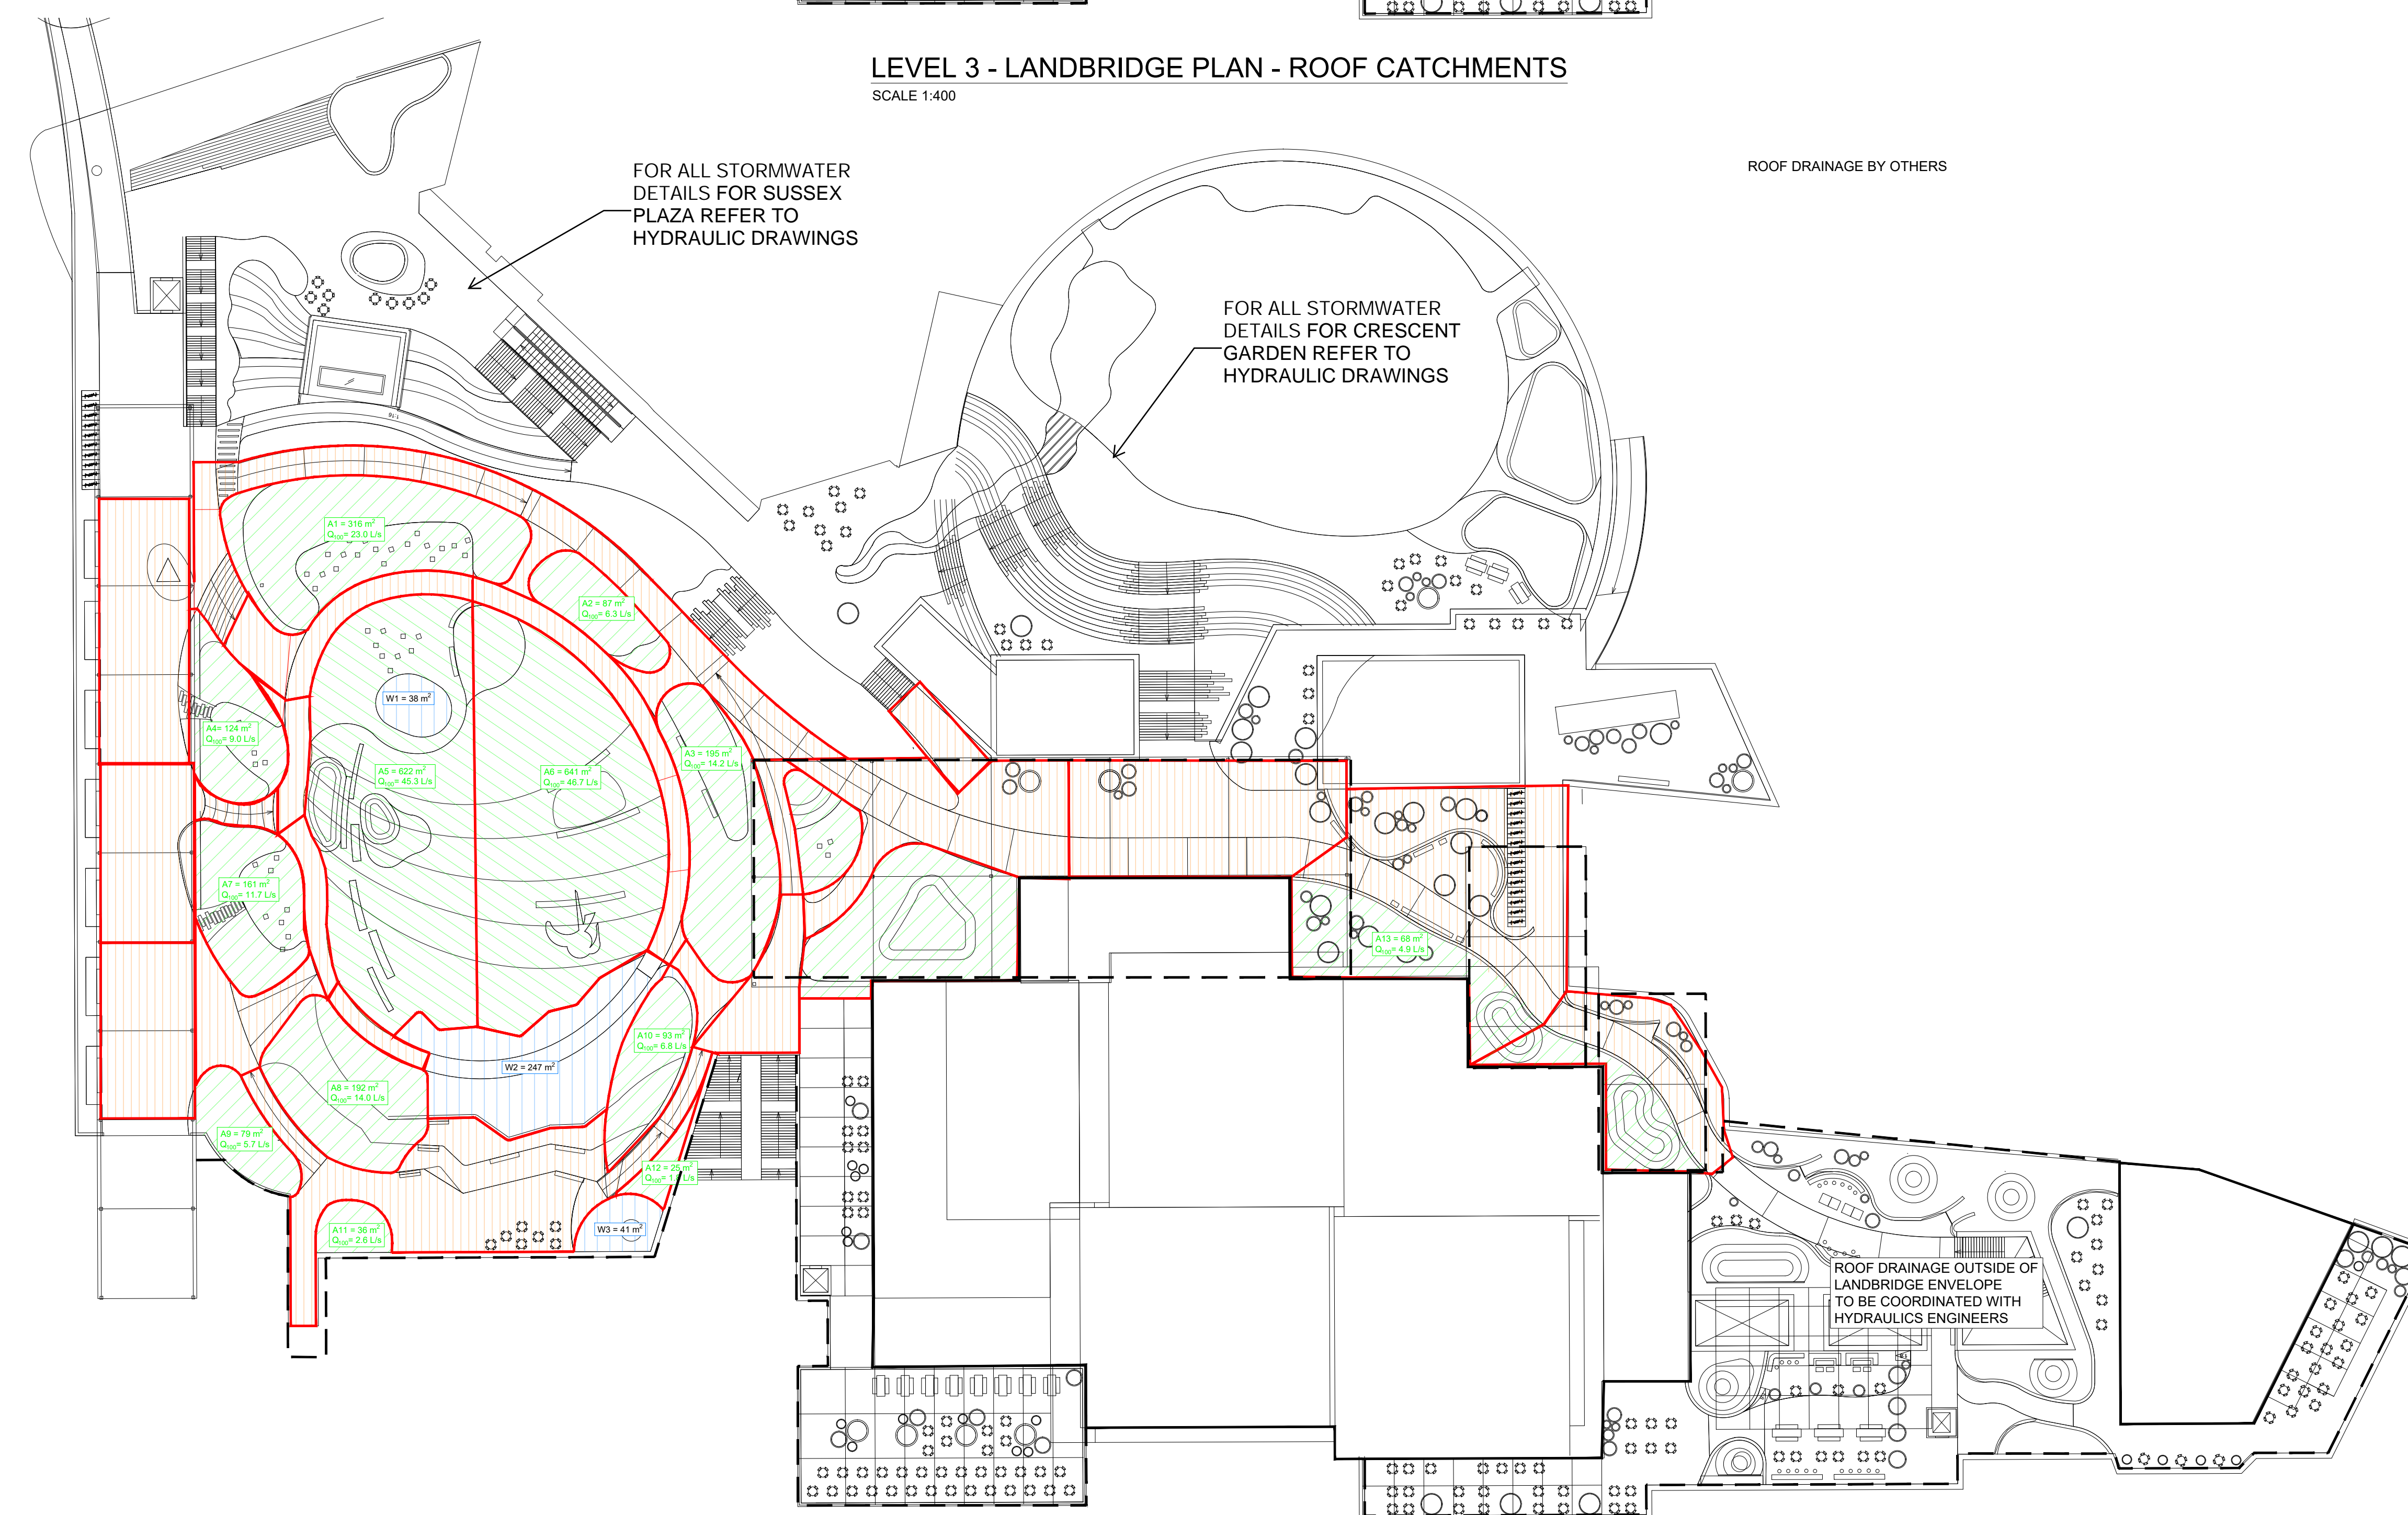 LEVEL 3 - LANDBRIDGE PLAN - ROOF CATCHMENTS
SCALE 1:400
ROOF DRAINAGE BY OTHERS
FOR ALL STORMWATER
DETAILS FOR SUSSEX
PLAZA REFER TO
HYDRAULIC DRAWINGS
FOR ALL STORMWATER
DETAILS FOR CRESCENT
GARDEN REFER TO
HYDRAULIC DRAWINGS
1:16
A1 = 316 m²
Q₁₀₀= 23.0 L/s
A2 = 87 m²
Q₁₀₀= 6.3 L/s
W1 = 38 m²
A4= 124 m²
Q₁₀₀= 9.0 L/s
A3 = 195 m²
Q₁₀₀= 14.2 L/s
A5 = 622 m²
Q₁₀₀= 45.3 L/s
A6 = 641 m²
Q₁₀₀= 46.7 L/s
A7 = 161 m²
Q₁₀₀= 11.7 L/s
A13 = 68 m²
Q₁₀₀= 4.9 L/s
A10 = 93 m²
Q₁₀₀= 6.8 L/s
W2 = 247 m²
A8 = 192 m²
Q₁₀₀= 14.0 L/s
A9 = 79 m²
Q₁₀₀= 5.7 L/s
A12 = 25 m²
Q₁₀₀= L/s
A11 = 36 m²
Q₁₀₀= 2.6 L/s
W3 = 41 m²
ROOF DRAINAGE OUTSIDE OF
LANDBRIDGE ENVELOPE
TO BE COORDINATED WITH
HYDRAULICS ENGINEERS